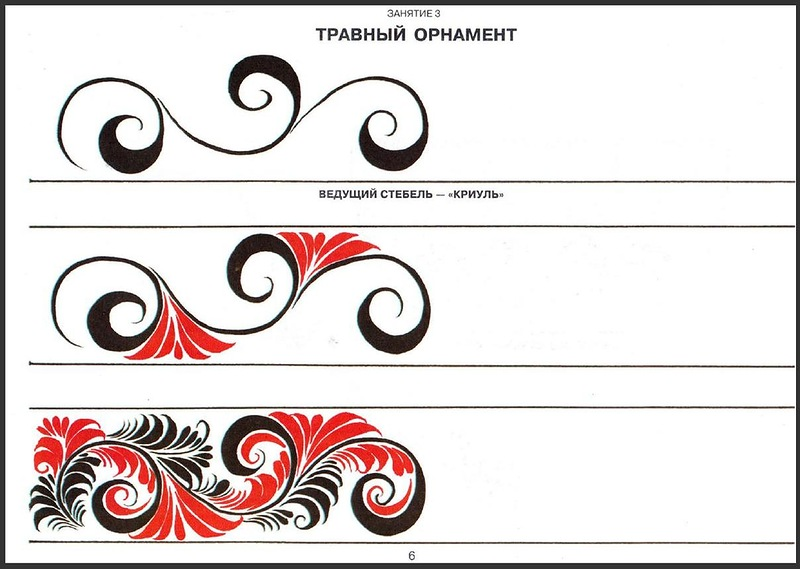 ЗАНЯТИЕ 3
ТРАВНЫЙ ОРНАМЕНТ
ВЕДУЩИЙ СТЕБЕЛЬ — «КРИУЛЬ»
6